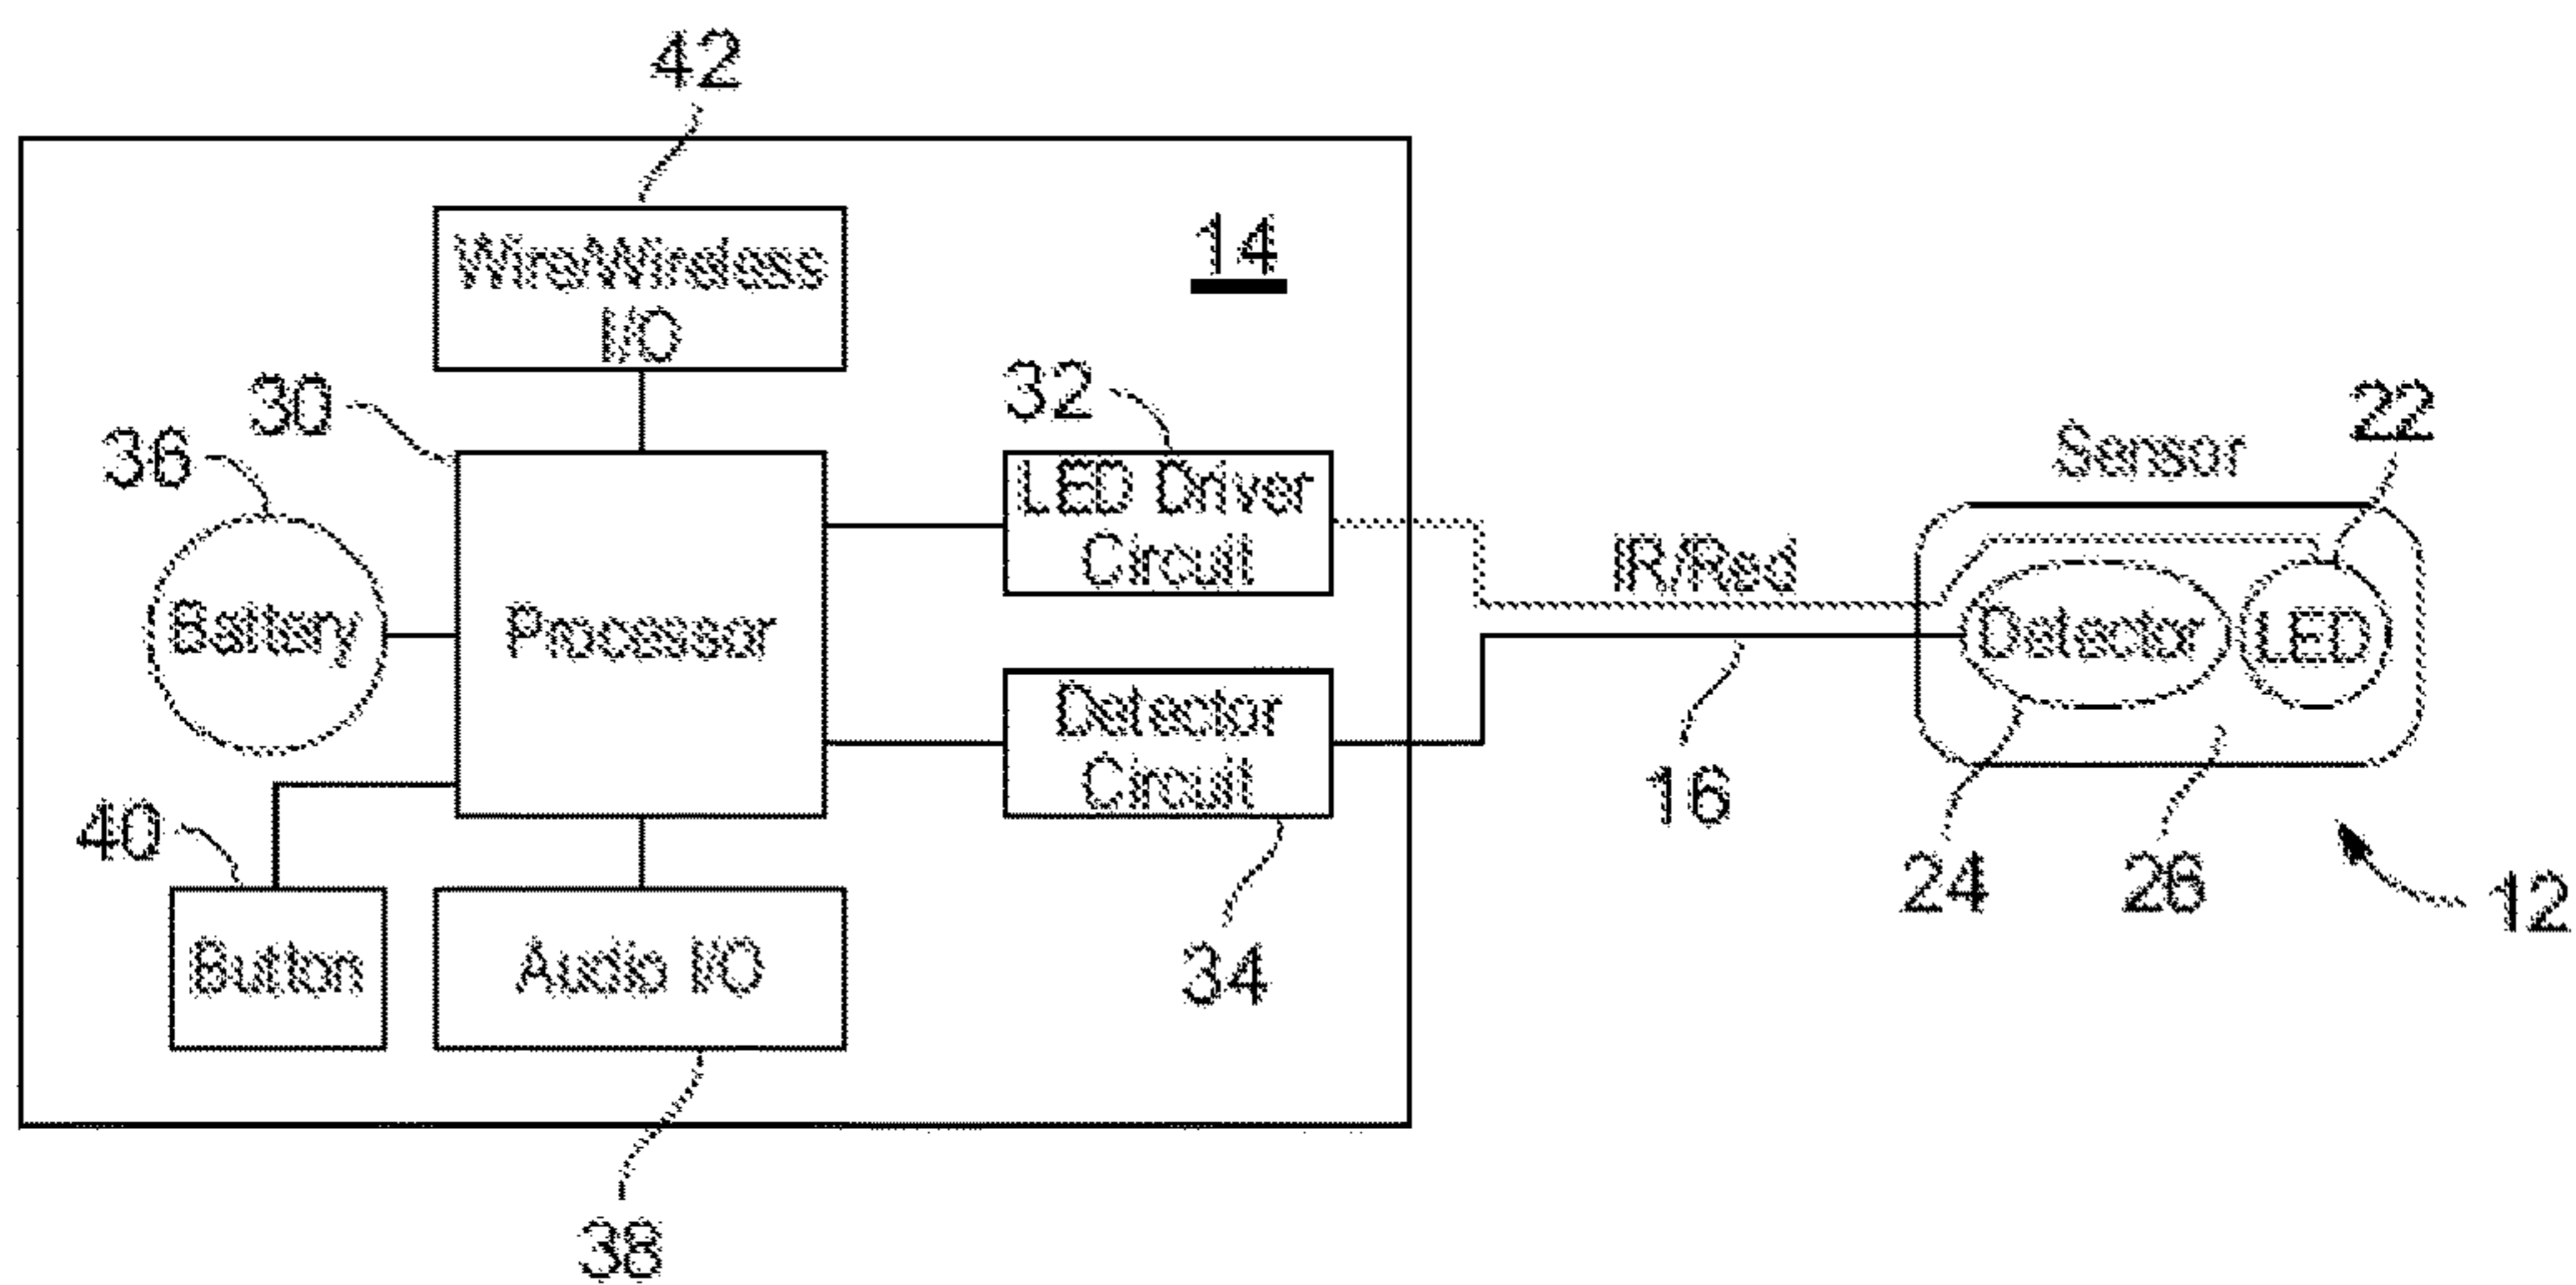 42
14
Wire/Wireless
I/O
30
32
22
36
Sensor
LED Driver
Circuit
IR/Red
Battery
Processor
Detector
LED
Detector
Circuit
16
40
24
26
12
Button
Audio I/O
34
38